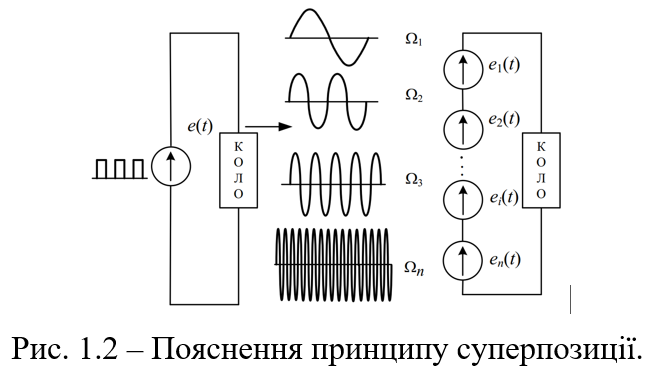 e(t)
К
О
Л
О
Ω1
Ω2
Ω3
Ωn
e1(t)
e2(t)
ei(t)
en(t)
К
О
Л
О
Рис. 1.2 – Пояснення принципу суперпозиції.